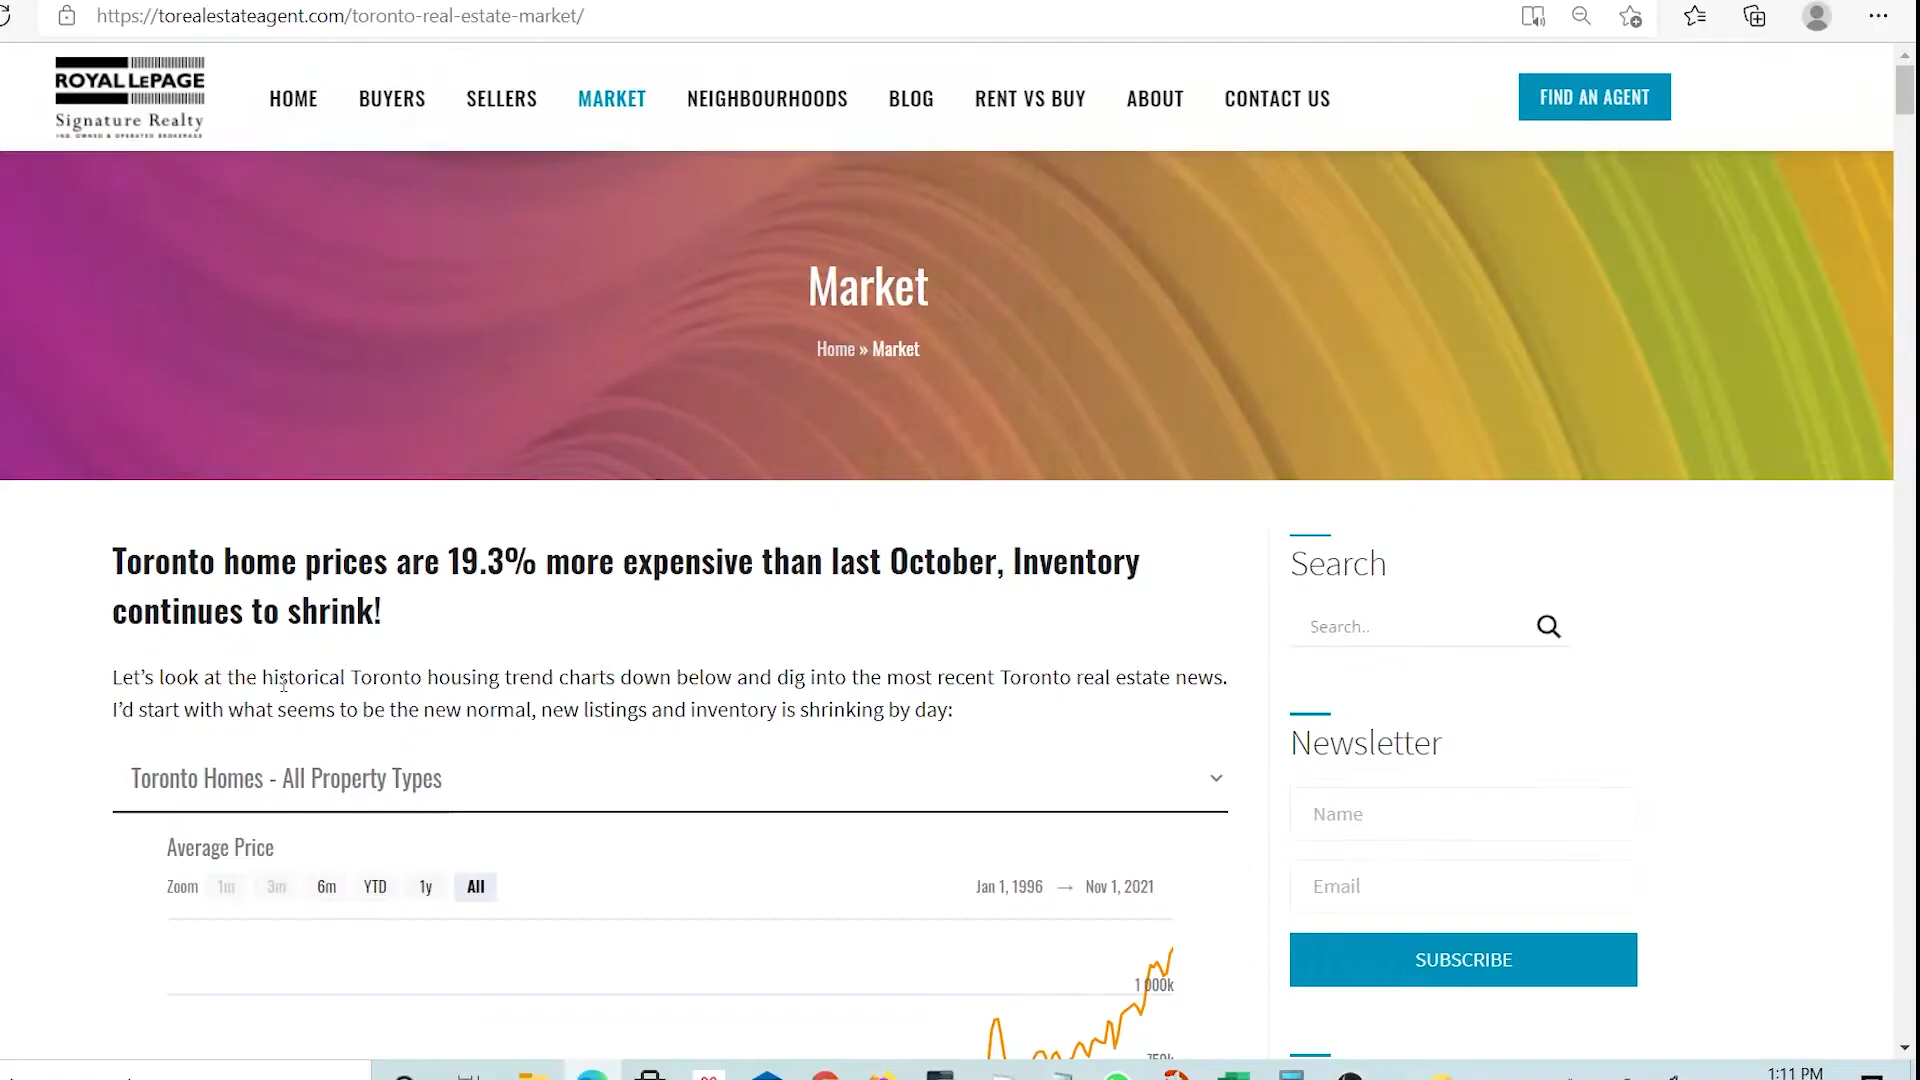 https://torealestateagent.com/toronto-real-estate-market/
ROYAL LEPAGE
Signature Realty
INC. OWNED & OPERATED BROKERAGE
HOME BUYERS SELLERS MARKET NEIGHBOURHOODS BLOG RENT VS BUY ABOUT CONTACT US
FIND AN AGENT
Market
Home » Market
Toronto home prices are 19.3% more expensive than last October, Inventory
continues to shrink!
Let’s look at the historical Toronto housing trend charts down below and dig into the most recent Toronto real estate news.
I’d start with what seems to be the new normal, new listings and inventory is shrinking by day:
Toronto Homes - All Property Types
Average Price
Zoom 1m 3m 6m YTD 1y All
Jan 1, 1996 → Nov 1, 2021
1 000k
750k
Search
Search..
Newsletter
Name
Email
SUBSCRIBE
1:11 PM